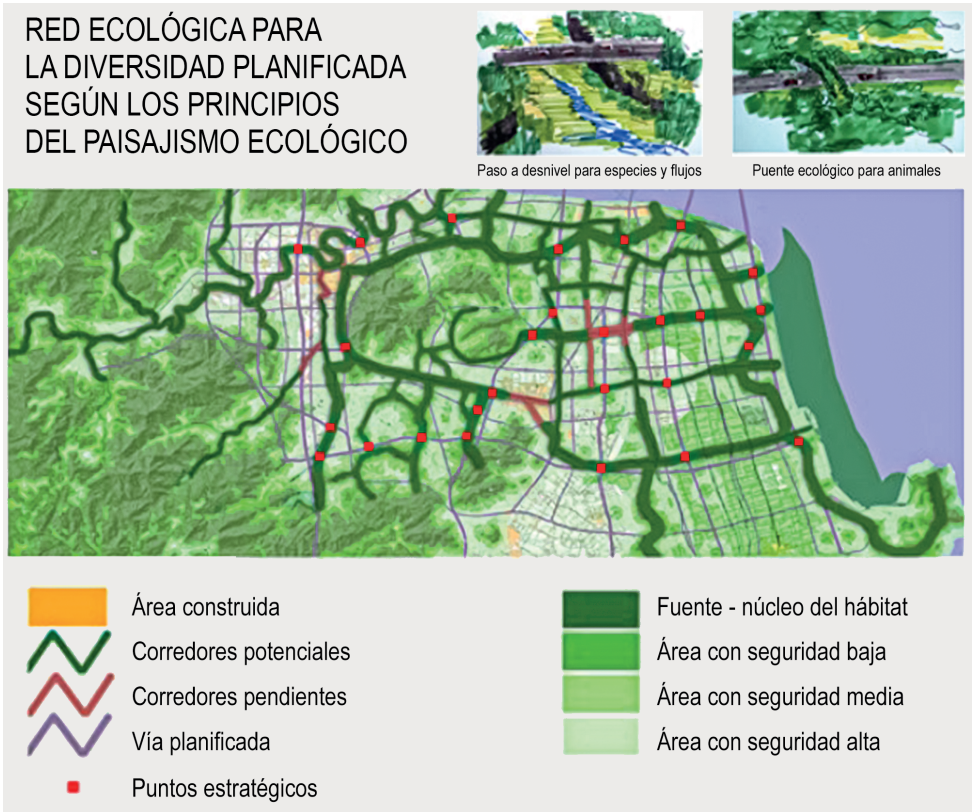 RED ECOLÓGICA PARA
LA DIVERSIDAD PLANIFICADA
SEGÚN LOS PRINCIPIOS
DEL PAISAJISMO ECOLÓGICO
Paso a desnivel para especies y flujos
Puente ecológico para animales
Área construida
Corredores potenciales
Corredores pendientes
Vía planificada
Puntos estratégicos
Fuente - núcleo del hábitat
Área con seguridad baja
Área con seguridad media
Área con seguridad alta